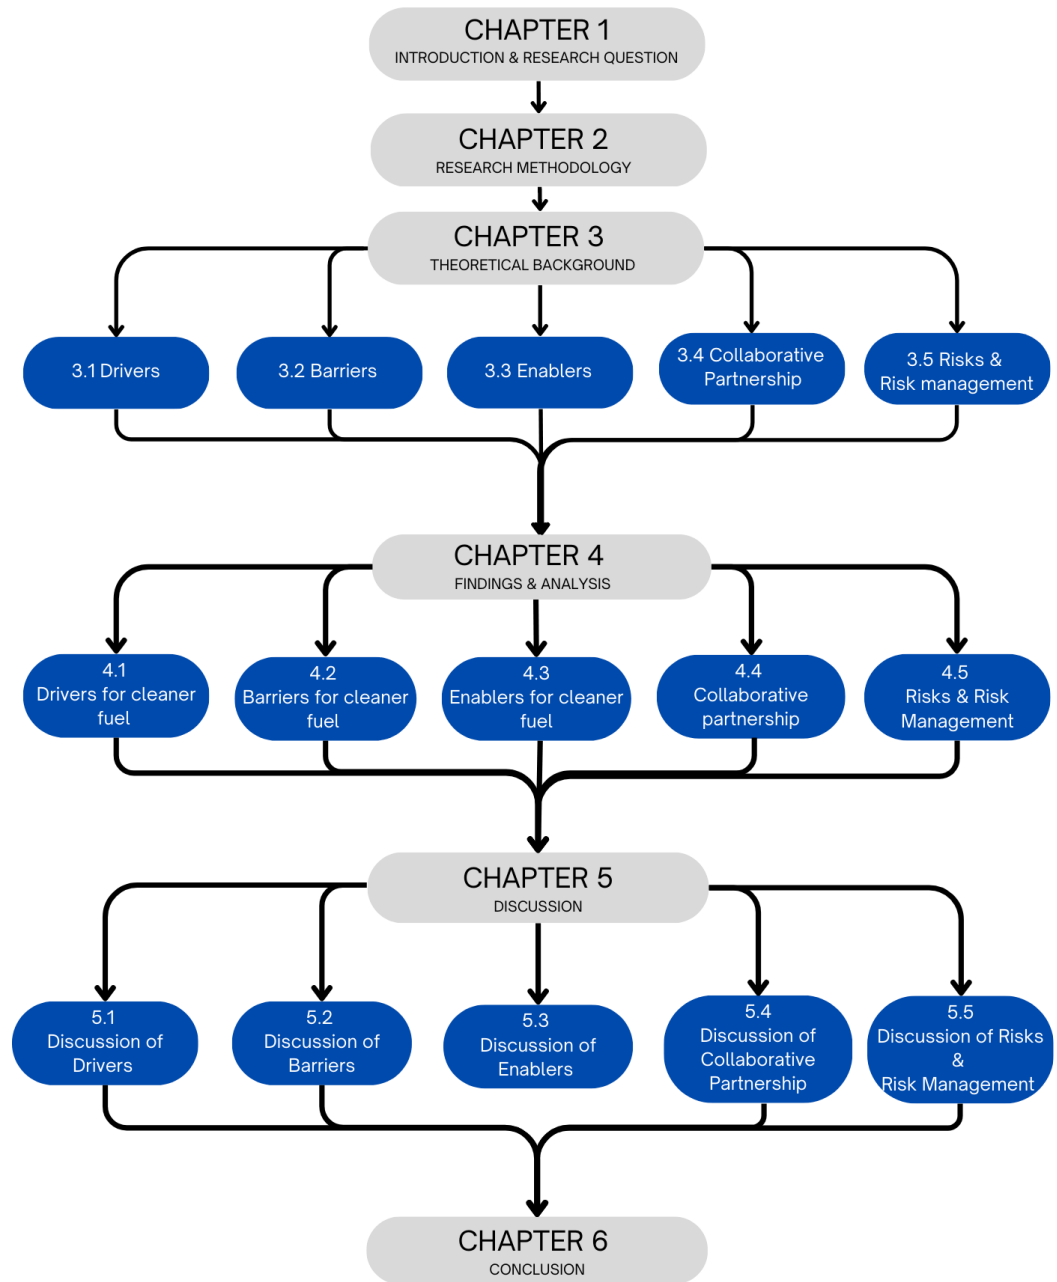 CHAPTER 1
INTRODUCTION & RESEARCH QUESTION
CHAPTER 2
RESEARCH METHODOLOGY
CHAPTER 3
THEORETICAL BACKGROUND
3.1 Drivers
3.2 Barriers
3.3 Enablers
3.4 Collaborative
Partnership
3.5 Risks &
Risk management
CHAPTER 4
FINDINGS & ANALYSIS
4.1
Drivers for cleaner
fuel
4.2
Barriers for cleaner
fuel
4.3
Enablers for cleaner
fuel
4.4
Collaborative
partnership
4.5
Risks & Risk
Management
CHAPTER 5
DISCUSSION
5.1
Discussion of
Drivers
5.2
Discussion of
Barriers
5.3
Discussion of
Enablers
5.4
Discussion of
Collaborative
Partnership
5.5
Discussion of Risks
&
Risk Management
CHAPTER 6
CONCLUSION